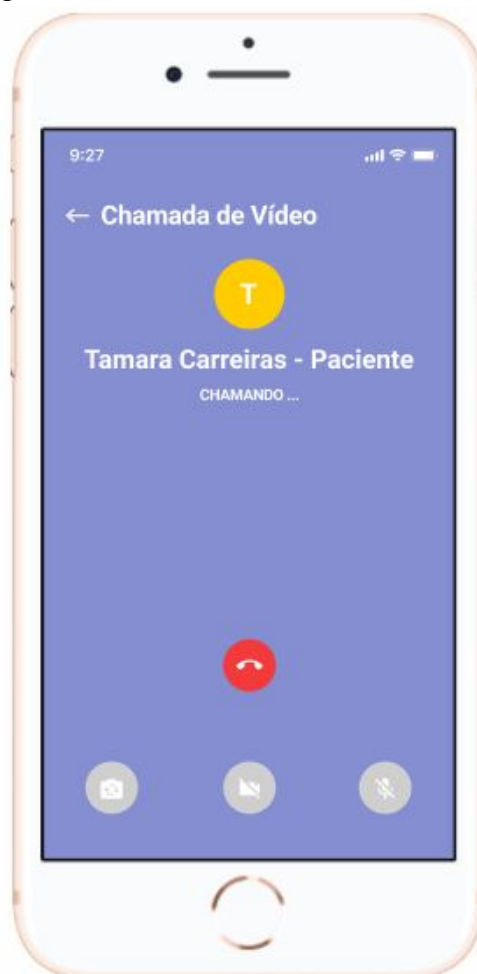 9:27
← Chamada de Vídeo
T
Tamara Carreiras - Paciente
CHAMANDO ...